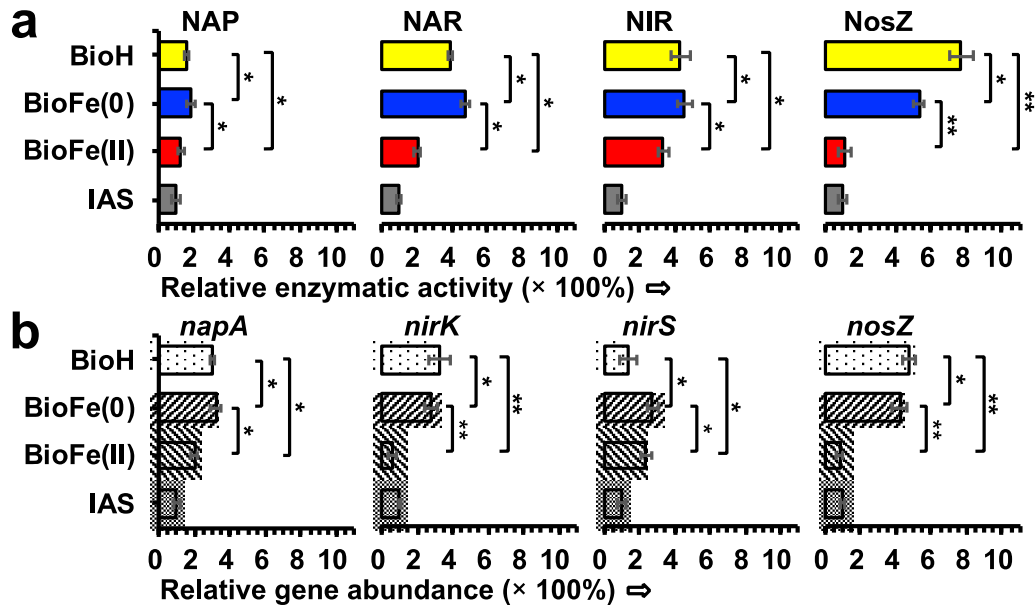 a NAP NAR NIR NosZ
BioH * * * * * * * **
BioFe(0) * * * **
BioFe(II)
IAS
0 2 4 6 8 10 0 2 4 6 8 10 0 2 4 6 8 10 0 2 4 6 8 10
Relative enzymatic activity (× 100%) ⇨
b napA nirK nirS nosZ
BioH * * * ** * * * **
BioFe(0) * ** * **
BioFe(II)
IAS
0 2 4 6 8 10 0 2 4 6 8 10 0 2 4 6 8 10 0 2 4 6 8 10
Relative gene abundance (× 100%) ⇨